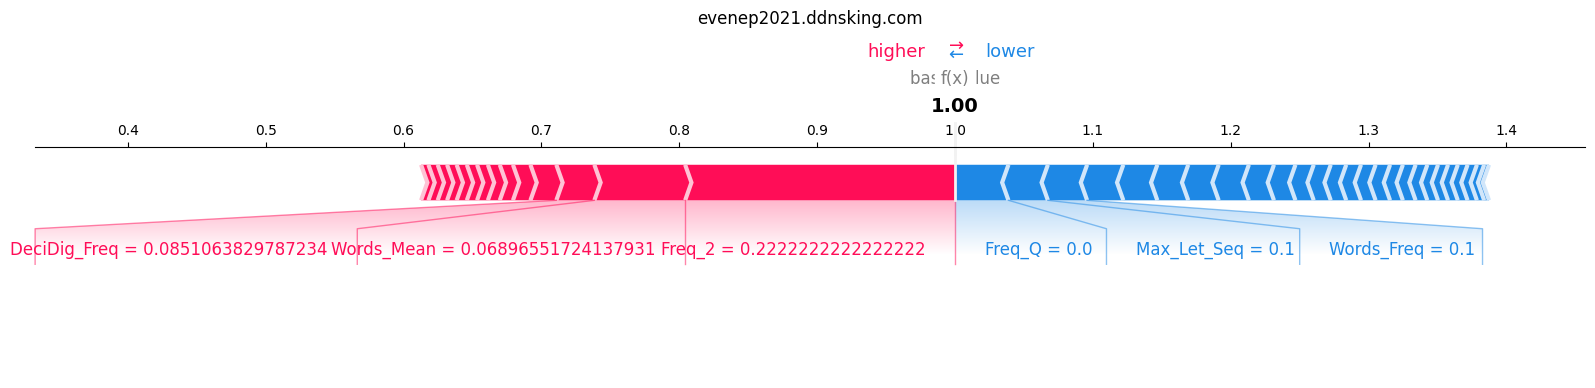 evenep2021.ddnsking.com
higher ⇄ lower
f(x) lue
1.00
0.4 0.5 0.6 0.7 0.8 0.9 1 0 1.1 1.2 1.3 1.4
DeciDig_Freq = 0.0851063829787234 Words_Mean = 0.06896551724137931 Freq_2 = 0.2222222222222222 Freq_Q = 0.0 Max_Let_Seq = 0.1 Words_Freq = 0.1